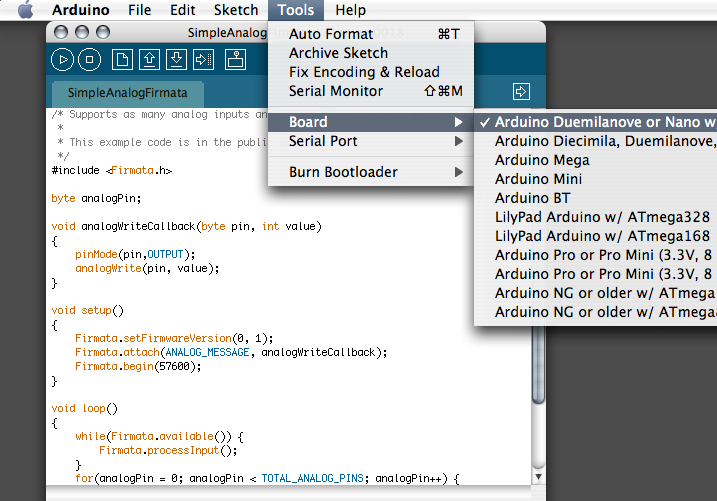 Arduino File Edit Sketch Tools Help
SimpleAnalogFi 0018
Auto Format ⌘T
Archive Sketch
Fix Encoding & Reload
Serial Monitor ⇧⌘M
Board
Serial Port
Burn Bootloader
✓ Arduino Duemilanove or Nano w
Arduino Diecimila, Duemilanove,
Arduino Mega
Arduino Mini
Arduino BT
LilyPad Arduino w/ ATmega328
LilyPad Arduino w/ ATmega168
Arduino Pro or Pro Mini (3.3V, 8
Arduino Pro or Pro Mini (3.3V, 8
Arduino NG or older w/ ATmega
Arduino NG or older w/ ATmega
SimpleAnalogFirmata
/* Supports as many analog inputs an
*
* This example code is in the publi
*/
#include <Firmata.h>
byte analogPin;
void analogWriteCallback(byte pin, int value)
{
pinMode(pin,OUTPUT);
analogWrite(pin, value);
}
void setup()
{
Firmata.setFirmwareVersion(0, 1);
Firmata.attach(ANALOG_MESSAGE, analogWriteCallback);
Firmata.begin(57600);
}
void loop()
{
while(Firmata.available()) {
Firmata.processInput();
}
for(analogPin = 0; analogPin < TOTAL_ANALOG_PINS; analogPin++) {